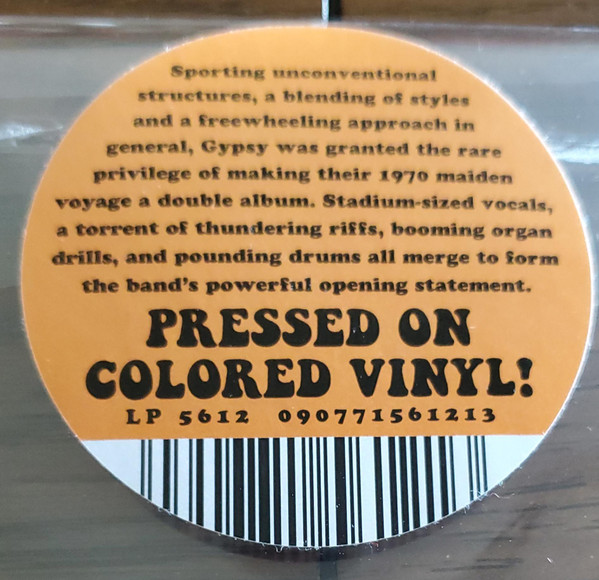 Sporting unconventional
structures, a blending of styles
and a freewheeling approach in
general, Gypsy was granted the rare
privilege of making their 1970 maiden
voyage a double album. Stadium-sized vocals,
a torrent of thundering riffs, booming organ
drills, and pounding drums all merge to form
the band's powerful opening statement.
PRESSED ON
COLORED VINYL!
LP 5612 090771561213